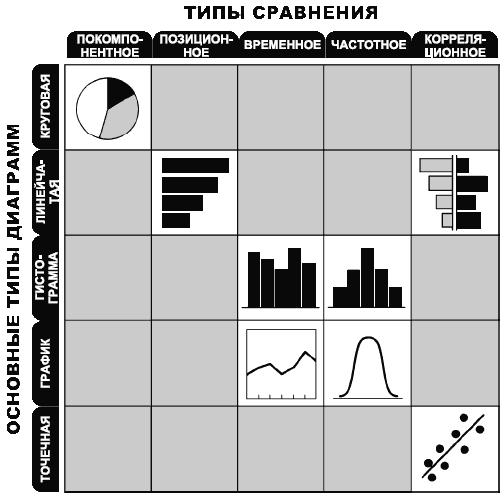 ТИПЫ СРАВНЕНИЯ
ПОКОМПО-
НЕНТНОЕ
ПОЗИЦИОН-
НОЕ
ВРЕМЕННОЕ
ЧАСТОТНОЕ
КОРРЕЛЯ-
ЦИОННОЕ
ОСНОВНЫЕ ТИПЫ ДИАГРАММ
КРУГОВАЯ
ЛИНЕЙЧА-
ТАЯ
ГИСТО-
ГРАММА
ГРАФИК
ТОЧЕЧНАЯ